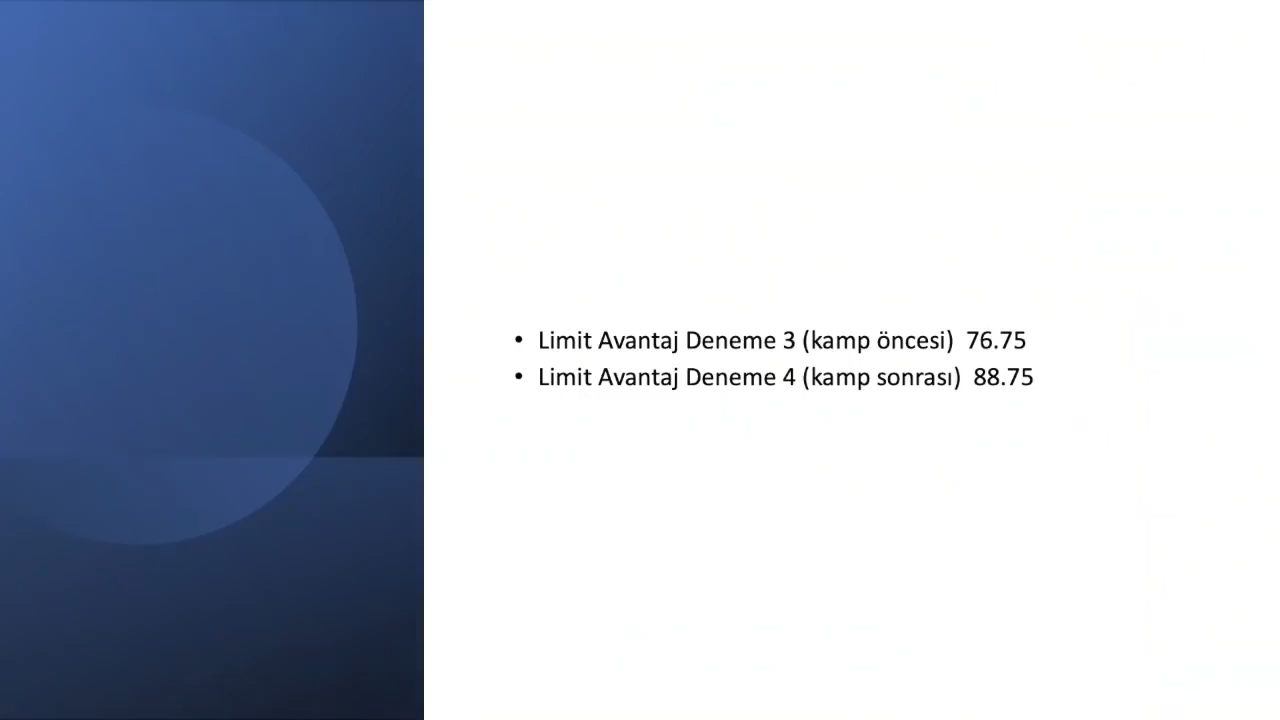 • Limit Avantaj Deneme 3 (kamp öncesi) 76.75
• Limit Avantaj Deneme 4 (kamp sonrası) 88.75